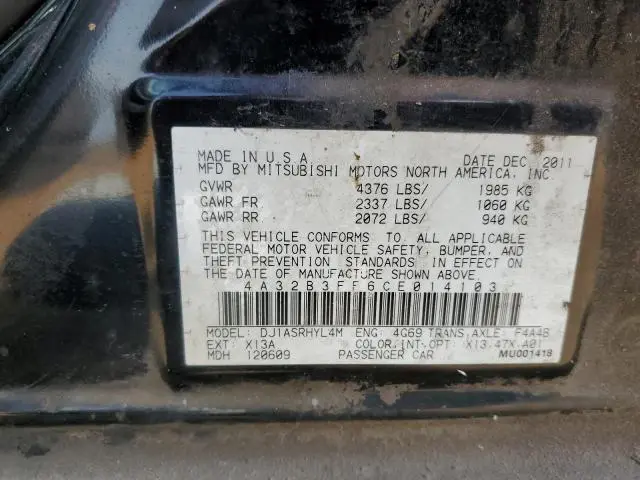 MADE IN U.S.A. DATE DEC, 2011
MFD BY MITSUBISHI MOTORS NORTH AMERICA, INC
GVWR 4376 LBS/ 1985 KG
GAWR FR. 2337 LBS/ 1060 KG
GAWR RR. 2072 LBS/ 940 KG
THIS VEHICLE CONFORMS TO ALL APPLICABLE
FEDERAL MOTOR VEHICLE SAFETY, BUMPER, AND
THEFT PREVENTION STANDARDS IN EFFECT ON
THE DATE OF MANUFACTURE SHOWN ABOVE.
4A32B3FF6CE014103
MODEL: DJ1ASRHYL4M ENG: 4G69 TRANS,AXLE: F4A4B
EXT: X13A COLOR,INT,OPT: X13,47X,A01
MDH 120609 PASSENGER CAR MU001418